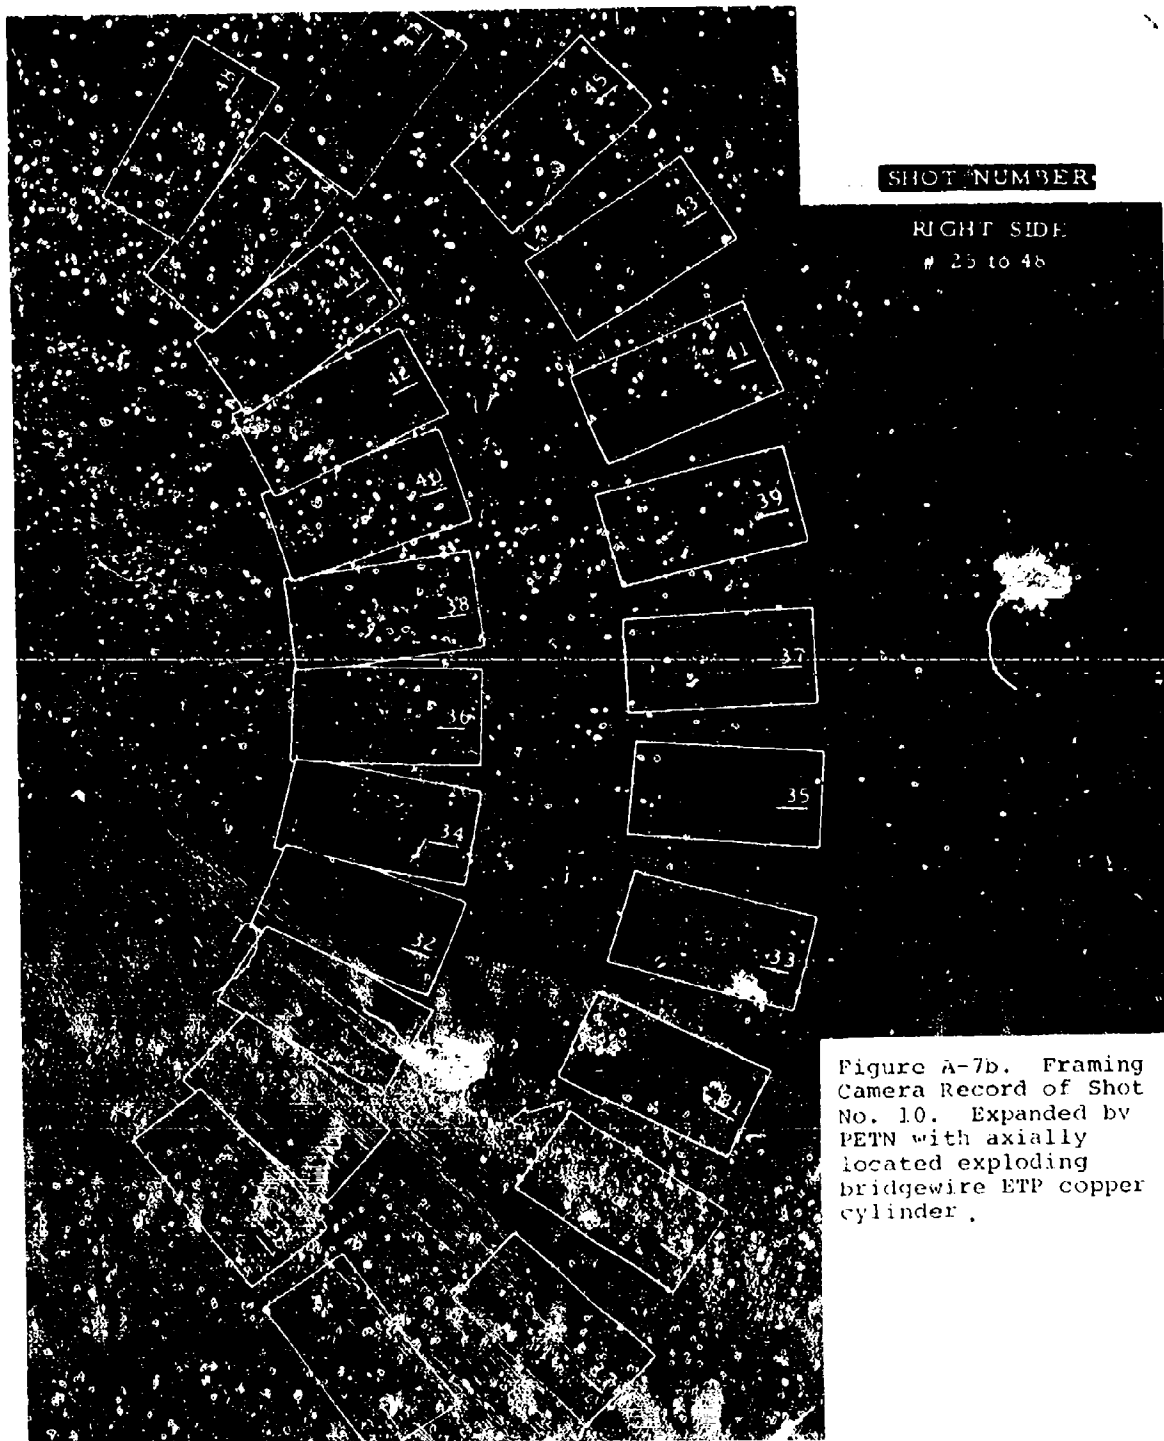 SHOT NUMBER
RIGHT SIDE
# 25 to 48
48
45
43
44
41
42
39
40
38
37
36
35
34
33
32
Figure A-7b. Framing
Camera Record of Shot
No. 10. Expanded by
PETN with axially
located exploding
bridgewire ETP copper
cylinder.